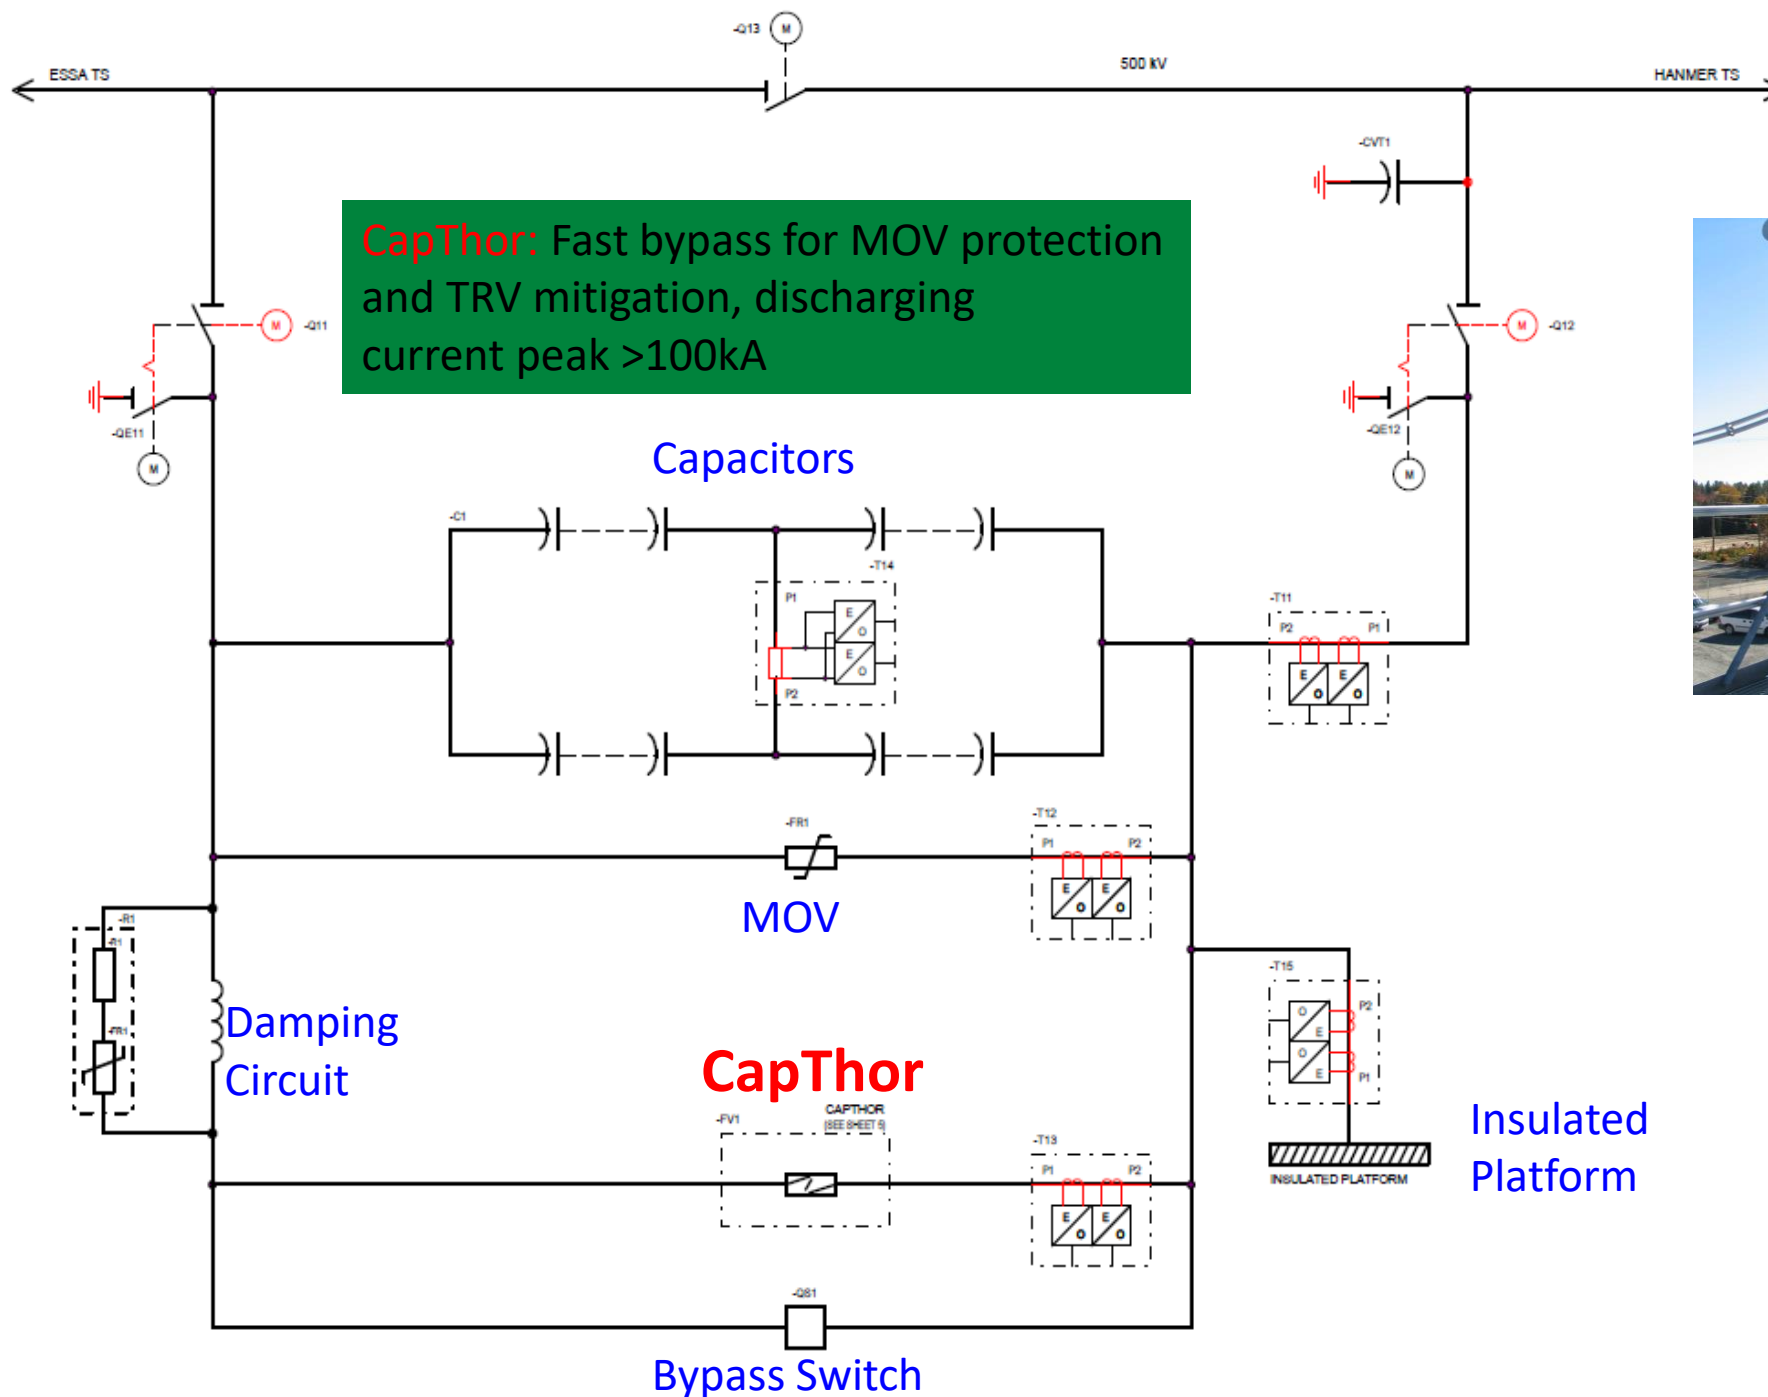 -Q13
M
500 kV
ESSA TS
HANMER TS
-CVT1
CapThor: Fast bypass for MOV protection
and TRV mitigation, discharging
current peak >100kA
M
-Q11
M
-Q12
-QE11
M
-QE12
M
Capacitors
-C1
-T14
P1
E
O
E
O
P2
-T11
P2
P1
E
O
E
O
-FR1
MOV
-T12
P1
P2
E
O
E
O
-R1
-R1
-FR1
Damping
Circuit
-T15
P2
O
E
O
E
P1
INSULATED PLATFORM
Insulated
Platform
CapThor
CAPTHOR
(SEE SHEET 5)
-FV1
-T13
P1
P2
E
O
E
O
-QS1
Bypass Switch